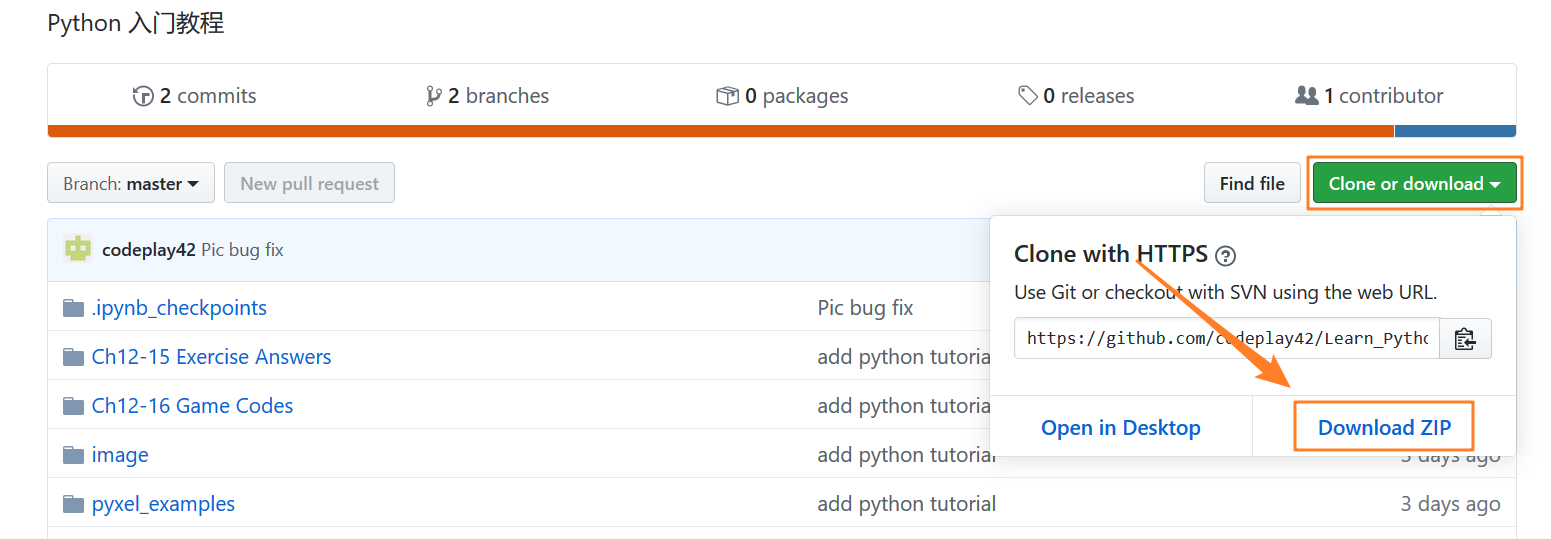 Python 入门教程
2 commits
2 branches
0 packages
0 releases
1 contributor
Branch: master
New pull request
Find file
Clone or download
codeplay42 Pic bug fix
Clone with HTTPS
Use Git or checkout with SVN using the web URL.
https://github.com/codeplay42/Learn_Pytho
Open in Desktop
Download ZIP
.ipynb_checkpoints
Pic bug fix
Ch12-15 Exercise Answers
add python tutorial
Ch12-16 Game Codes
add python tutorial
image
add python tutorial
3 days ago
pyxel_examples
add python tutorial
3 days ago